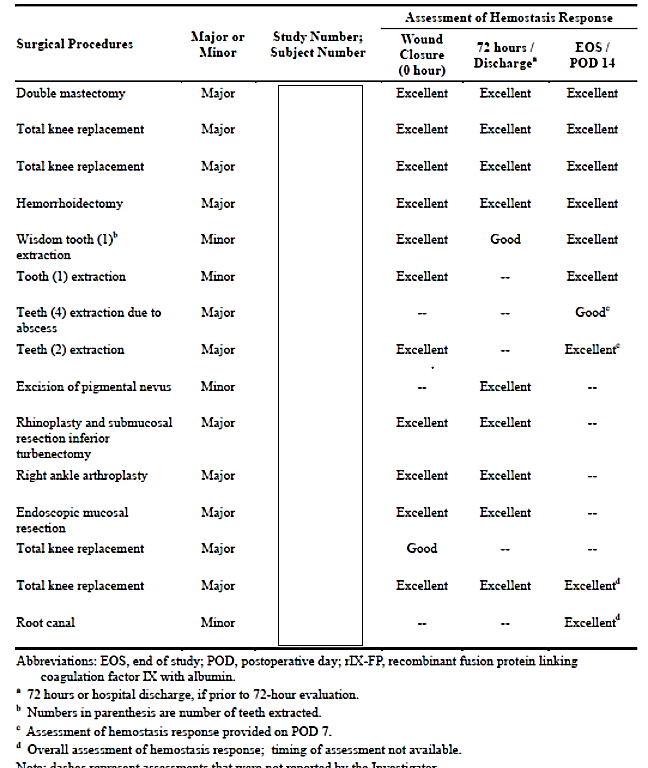 Assessment of Hemostasis Response
Surgical Procedures Major or Minor Study Number; Subject Number Wound Closure (0 hour) 72 hours / Discharge^a EOS / POD 14
Double mastectomy Major Excellent Excellent Excellent
Total knee replacement Major Excellent Excellent Excellent
Total knee replacement Major Excellent Excellent Excellent
Hemorrhoidectomy Major Excellent Excellent Excellent
Wisdom tooth (1)^b extraction Minor Excellent Good Excellent
Tooth (1) extraction Minor Excellent -- Excellent
Teeth (4) extraction due to abscess Major -- -- Good^c
Teeth (2) extraction Major Excellent -- Excellent^c
Excision of pigmental nevus Minor -- Excellent --
Rhinoplasty and submucosal resection inferior turbenectomy Major Excellent Excellent --
Right ankle arthroplasty Major Excellent Excellent --
Endoscopic mucosal resection Major Excellent Excellent --
Total knee replacement Major Good -- --
Total knee replacement Major Excellent Excellent Excellent^d
Root canal Minor -- -- Excellent^d
Abbreviations: EOS, end of study; POD, postoperative day; rIX-FP, recombinant fusion protein linking
coagulation factor IX with albumin.
^a 72 hours or hospital discharge, if prior to 72-hour evaluation.
^b Numbers in parenthesis are number of teeth extracted.
^c Assessment of hemostasis response provided on POD 7.
^d Overall assessment of hemostasis response; timing of assessment not available.
Note: dashes represent assessments that were not reported by the Investigator